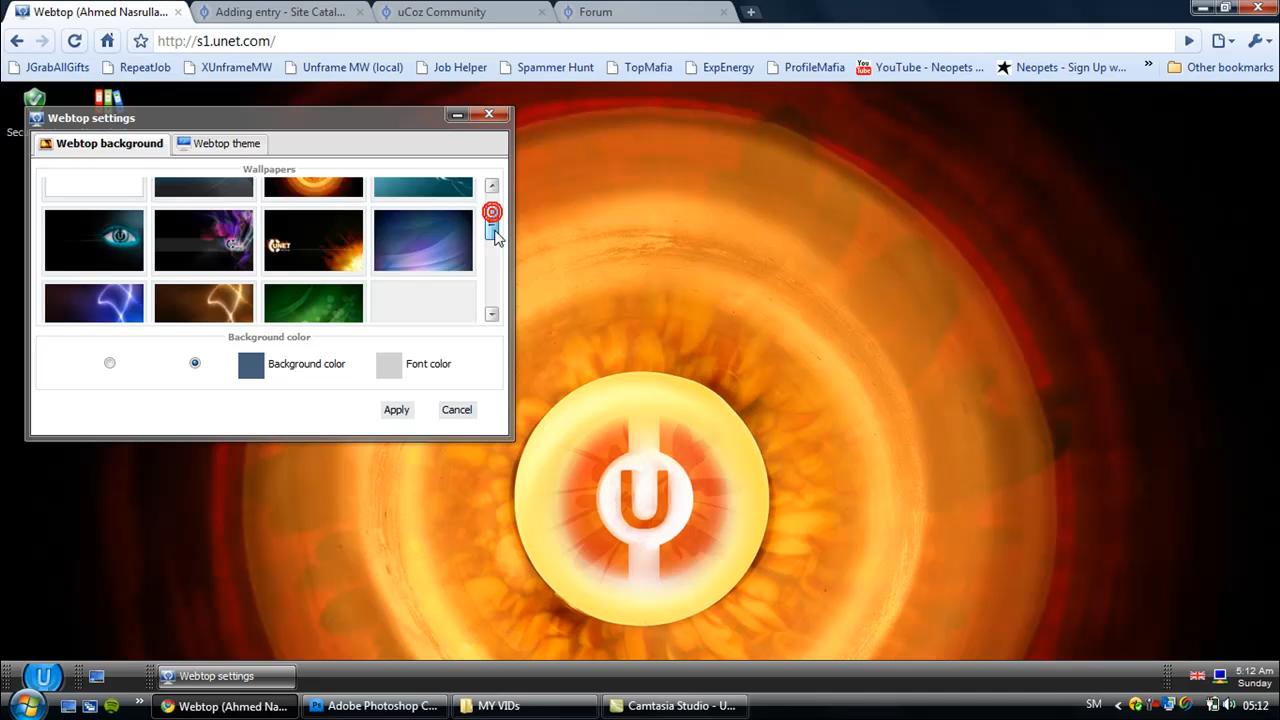 Webtop (Ahmed Nasrulla...
Adding entry - Site Catal...
uCoz Community
Forum
http://s1.unet.com/
JGrabAllGifts
RepeatJob
XUnframeMW
Unframe MW (local)
Job Helper
Spammer Hunt
TopMafia
ExpEnergy
ProfileMafia
You Tube
YouTube - Neopets ...
Neopets - Sign Up w...
»
Other bookmarks
Sec
Webtop settings
Webtop background
Webtop theme
Wallpapers
UNET
Background color
Background color
Font color
Apply
Cancel
U
U
Webtop settings
5:12 Am
Sunday
»
Webtop (Ahmed Na...
Adobe Photoshop C...
MY VIDs
Camtasia Studio - U...
SM
05:12